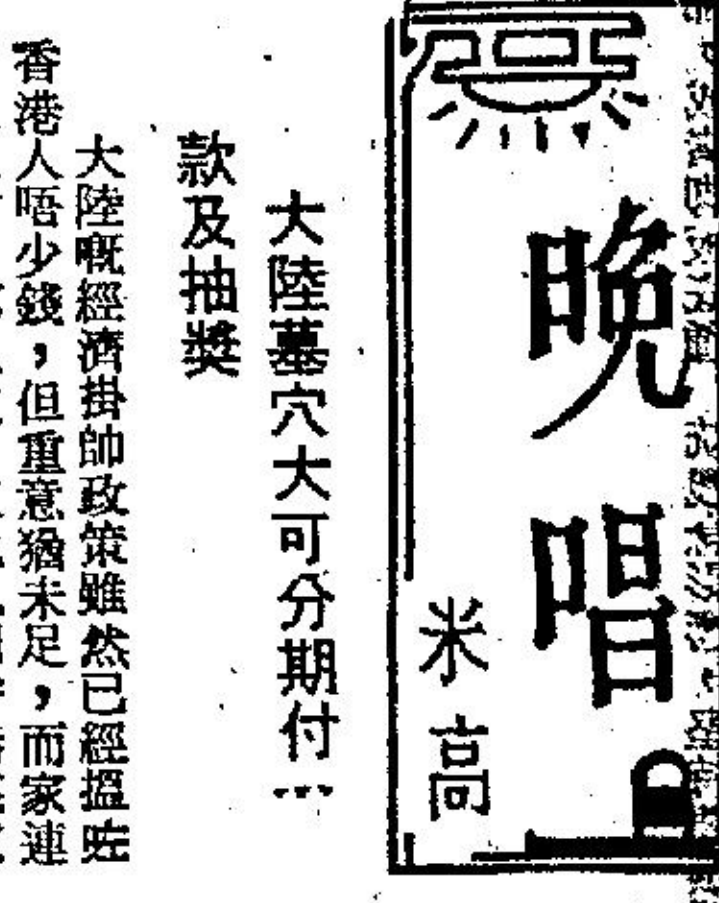 晚唱
米高
大陸墓穴大可分期付…
款及抽獎
大陸嘅經濟掛帥政策雖然已經搵咗
香港人唔少錢，但重意猶未足，而家連